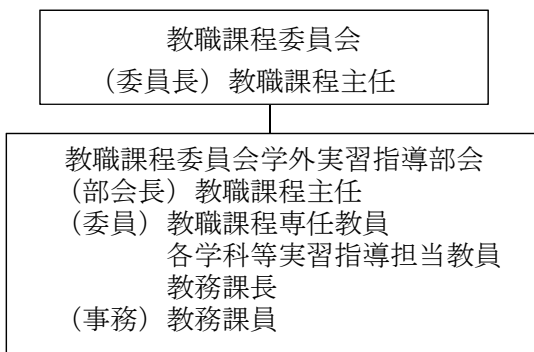 教職課程委員会
（委員長）教職課程主任
教職課程委員会学外実習指導部会
（部会長）教職課程主任
（委員）教職課程専任教員
各学科等実習指導担当教員
教務課長
（事務）教務課員